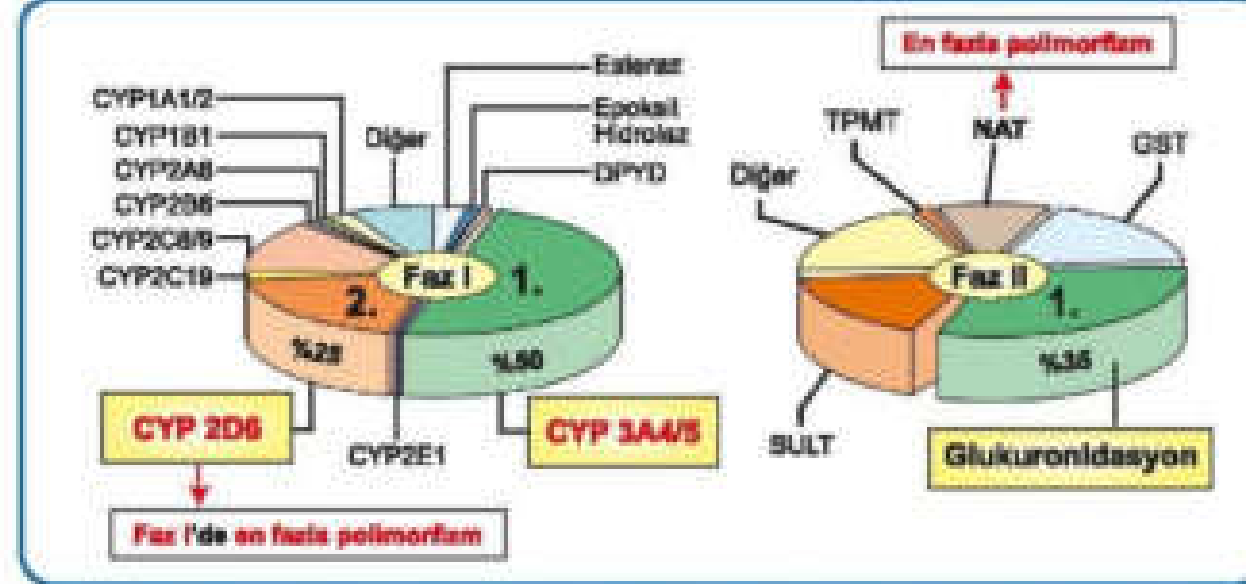 CYP1A1/2
CYP1B1
CYP2A6
CYP2B6
CYP2C8/9
CYP2C19
Diğer
Esteraz
Epoksit
Hidrolaz
DPYD
Faz I
1.
2.
%25
%50
CYP 2D6
CYP2E1
CYP 3A4/5
Faz I'de en fazla polimorfizm
En fazla polimorfizm
TPMT
NAT
GST
Diğer
Faz II
1.
%35
SULT
Glukuronidasyon